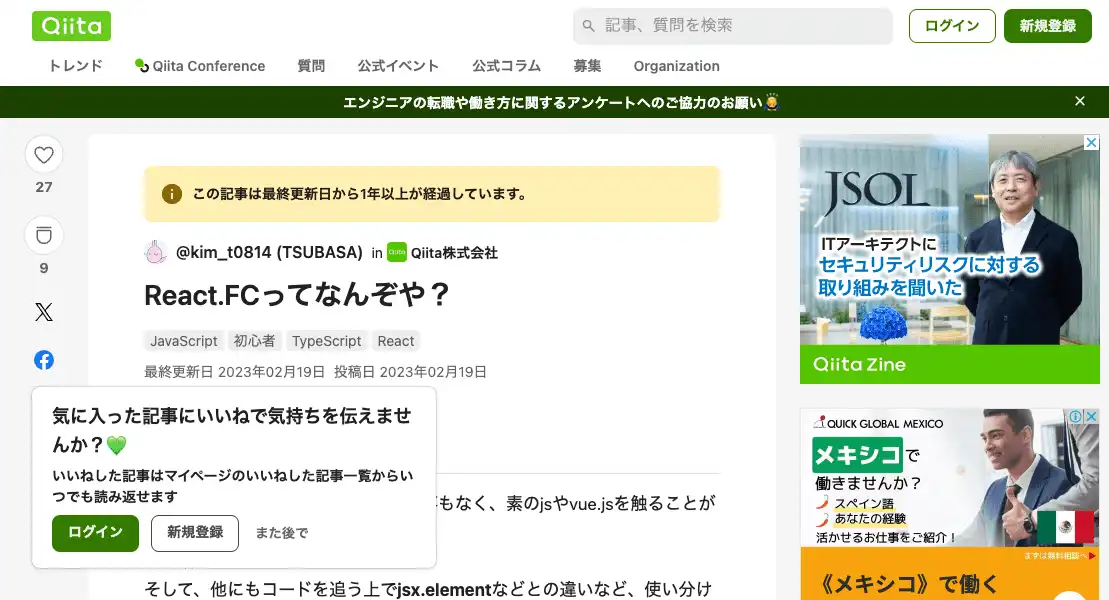 Qiita
記事、質問を検索
ログイン
新規登録
トレンド
Qiita Conference
質問
公式イベント
公式コラム
募集
Organization
エンジニアの転職や働き方に関するアンケートへのご協力のお願い
27
9
この記事は最終更新日から1年以上が経過しています。
@kim_t0814 (TSUBASA) in Qiita株式会社
React.FCってなんぞや？
JavaScript 初心者 TypeScript React
最終更新日 2023年02月19日 投稿日 2023年02月19日
気に入った記事にいいねで気持ちを伝えませ
んか？
いいねした記事はマイページのいいねした記事一覧からい
つでも読み返せます
ログイン
新規登録
また後で
もなく、素のjsやvue.jsを触ることが
そして、他にもコードを追う上でjsx.elementなどとの違いなど、使い分け
JSOL
ITアーキテクトに
セキュリティリスクに対する
取り組みを聞いた
Qiita Zine
QUICK GLOBAL MEXICO
メキシコで
働きませんか？
スペイン語
あなたの経験
活かせるお仕事をご紹介！
まずは無料相談へ
《メキシコ》で働く